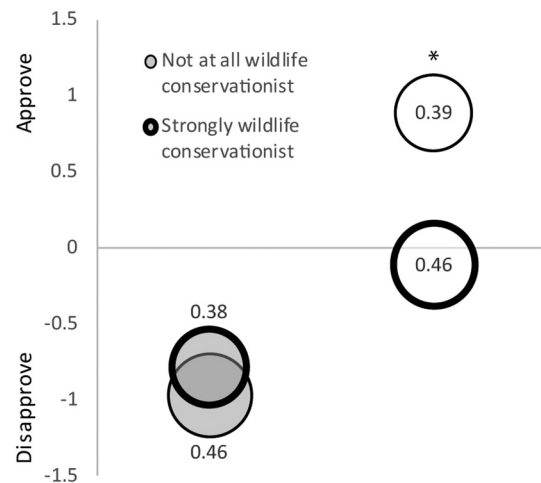 1.5
1
0.5
0
-0.5
-1
-1.5
Approve
Disapprove
Not at all wildlife
conservationist
Strongly wildlife
conservationist
*
0.39
0.46
0.38
0.46